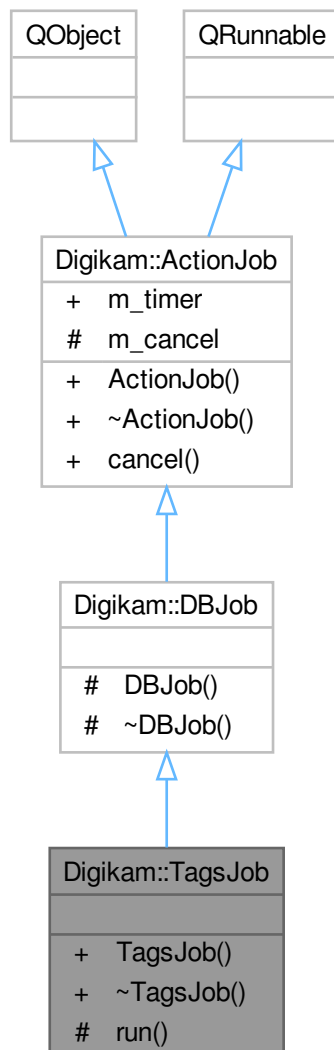 QObject
QRunnable
Digikam::ActionJob
+ m_timer
# m_cancel
+ ActionJob()
+ ~ActionJob()
+ cancel()
Digikam::DBJob
# DBJob()
# ~DBJob()
Digikam::TagsJob
+ TagsJob()
+ ~TagsJob()
# run()